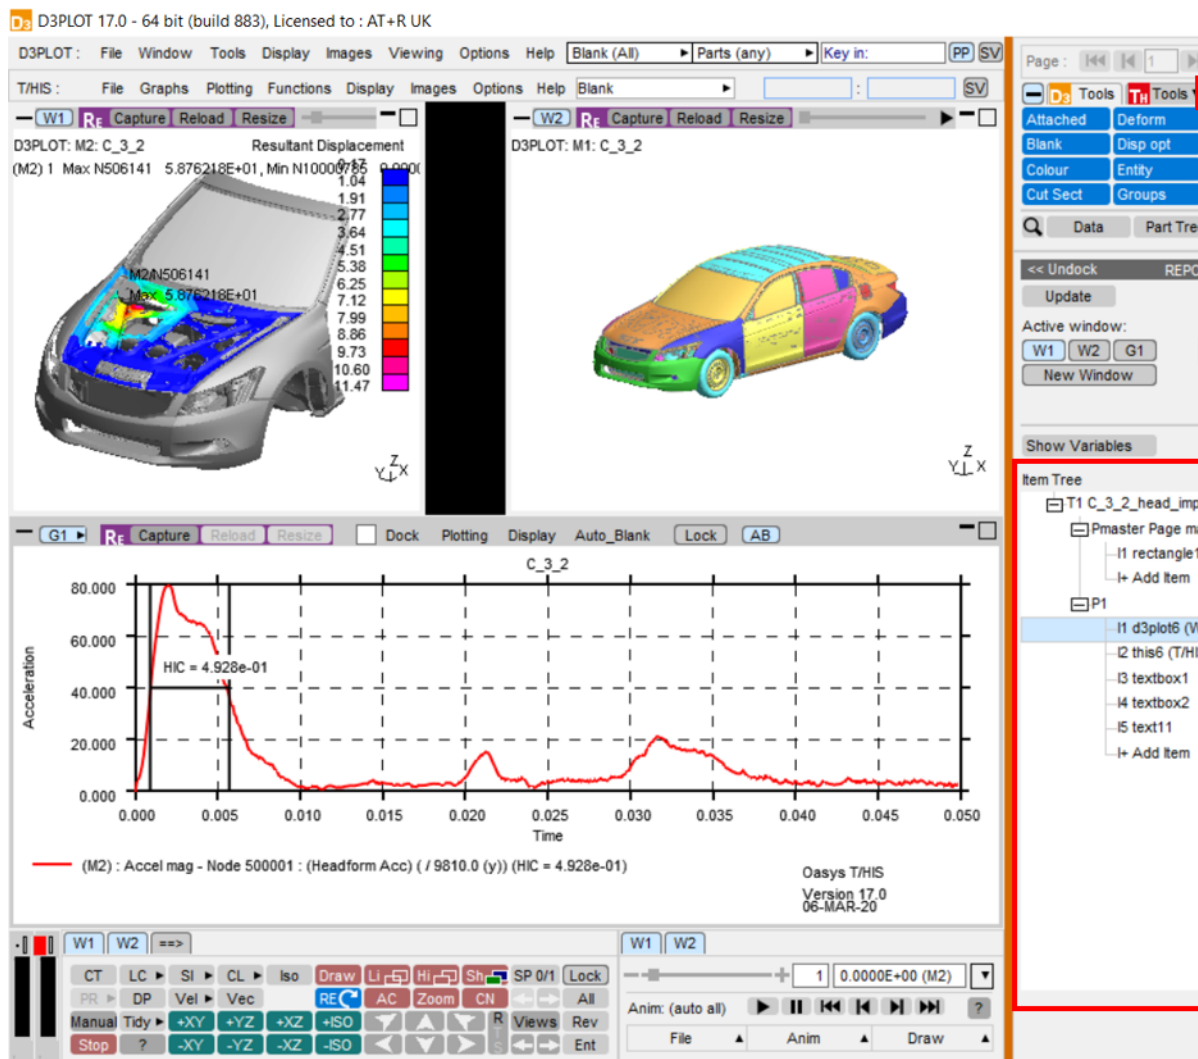 D3PLOT 17.0 - 64 bit (build 883), Licensed to : AT+R UK
D3PLOT : File Window Tools Display Images Viewing Options Help Blank (All) Parts (any) Key in: PP SV
T/HIS : File Graphs Plotting Functions Display Images Options Help Blank : SV
W1 RE Capture Reload Resize
W2 RE Capture Reload Resize
D3PLOT: M2: C_3_2 Resultant Displacement
(M2) 1 Max N506141 5.876218E+01, Min N10000785
0.17
1.04
1.91
2.77
3.64
4.51
5.38
6.25
7.12
7.99
8.86
9.73
10.60
11.47
M2/N506141
Max 5.876218E+01
Z
Y X
D3PLOT: M1: C_3_2
Z
Y X
G1 RE Capture Reload Resize Dock Plotting Display Auto_Blank Lock AB
C_3_2
80.000
60.000
40.000
20.000
0.000
Acceleration
HIC = 4.928e-01
0.000 0.005 0.010 0.015 0.020 0.025 0.030 0.035 0.040 0.045 0.050
Time
(M2) : Accel mag - Node 500001 : (Headform Acc) ( / 9810.0 (y)) (HIC = 4.928e-01)
Oasys T/HIS
Version 17.0
06-MAR-20
W1 W2 ==>
CT LC SI CL Iso Draw Li Hi Sh SP 0/1 Lock
PR DP Vel Vec RE AC Zoom CN All
Manual Tidy +XY +YZ +XZ +ISO R Views Rev
Stop ? -XY -YZ -XZ -ISO T S Ent
W1 W2
1 0.0000E+00 (M2)
Anim: (auto all) ?
File Anim Draw
Page : 1
D3 Tools TH Tools
Attached Deform
Blank Disp opt
Colour Entity
Cut Sect Groups
Data Part Tre
<< Undock REPO
Update
Active window:
W1 W2 G1
New Window
Show Variables
Item Tree
T1 C_3_2_head_imp
Pmaster Page ma
I1 rectangle1
I+ Add Item
P1
I1 d3plot6 (W
I2 this6 (T/HI
I3 textbox1
I4 textbox2
I5 text11
I+ Add Item